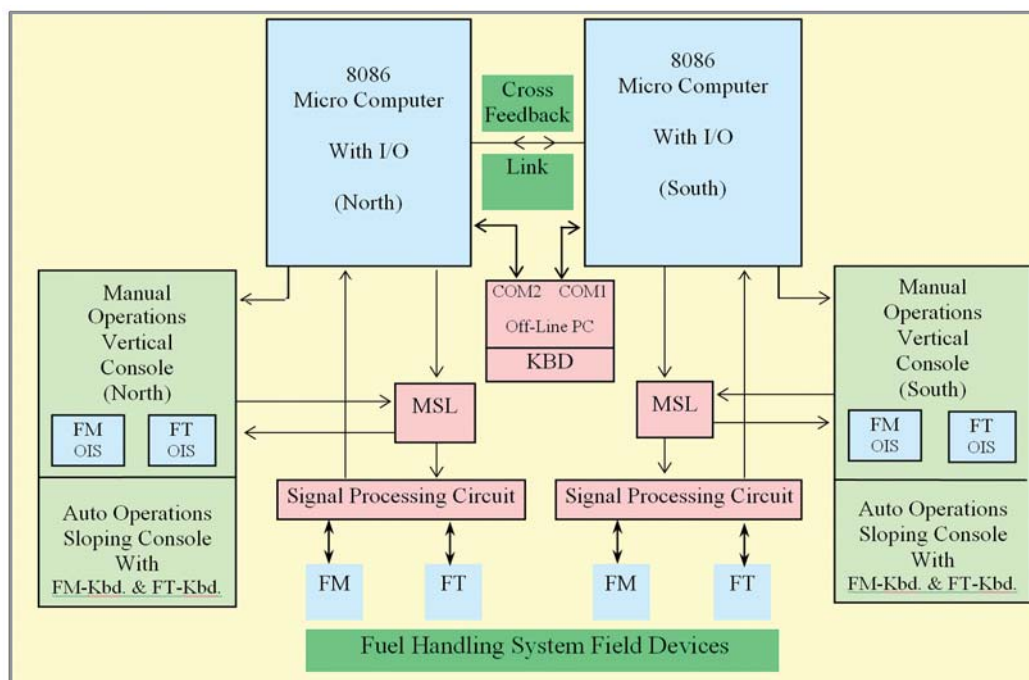 8086
Micro Computer
With I/O
(North)
Cross
Feedback
Link
8086
Micro Computer
With I/O
(South)
COM2 COM1
Off-Line PC
KBD
Manual
Operations
Vertical
Console
(North)
FM
OIS
FT
OIS
Auto Operations
Sloping Console
With
FM-Kbd. & FT-Kbd.
MSL
MSL
Signal Processing Circuit
Signal Processing Circuit
FM
FT
FM
FT
Manual
Operations
Vertical
Console
(South)
FM
OIS
FT
OIS
Auto Operations
Sloping Console
With
FM-Kbd. & FT-Kbd.
Fuel Handling System Field Devices